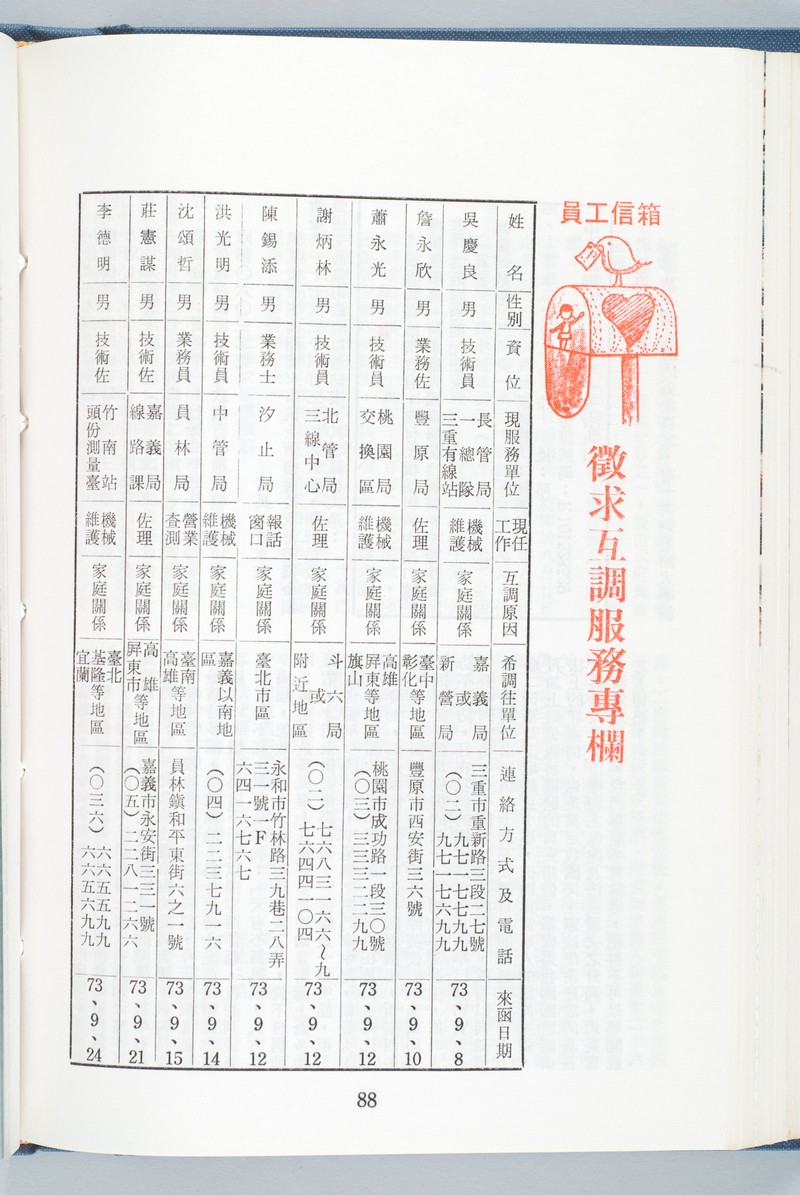 員工信箱
徵求互調服務專欄
姓名 性別 資位 現服務單位 現任工作 互調原因 希調往單位 連絡方式及電話 來函日期
吳慶良 男 技術員 長管局一總隊三重有線站 機械維護 家庭關係 嘉義局或新營局 三重市重新路三段二七號(〇二)九七一七七九九 九七一七六九九 73、9、8
詹永欣 男 業務佐 豐原局 佐理 家庭關係 臺中彰化等地區 豐原市西安街三六號 73、9、10
蕭永光 男 技術員 桃園局交換區 機械維護 家庭關係 高雄屏東旗山等地區 桃園市成功路一段三〇號(〇三)三三三二二九九 73、9、12
謝炳林 男 技術員 北管局三線中心 佐理 家庭關係 斗六局或附近地區 (〇二)七六八三一六六~九 七六四四一〇四 73、9、12
陳錫添 男 業務士 汐止局 報話窗口 家庭關係 臺北市區 永和市竹林路三九巷二八弄三一號一F 六四一六七六七 73、9、12
洪光明 男 技術員 中管局 機械維護 家庭關係 嘉義以南地區 (〇四)二二三七九一六 73、9、14
沈頌哲 男 業務員 員林局 營業查測 家庭關係 臺南高雄等地區 員林鎮和平東街六之一號 73、9、15
莊憲謀 男 技術佐 嘉義局線路課 佐理 家庭關係 高雄屏東市等地區 嘉義市永安街三三一號(〇五)二二八一二六六 73、9、21
李德明 男 技術佐 竹南站頭份測量臺 機械維護 家庭關係 臺北基隆宜蘭等地區 (〇三六)六六五五九九 六六五六九九 73、9、24
88